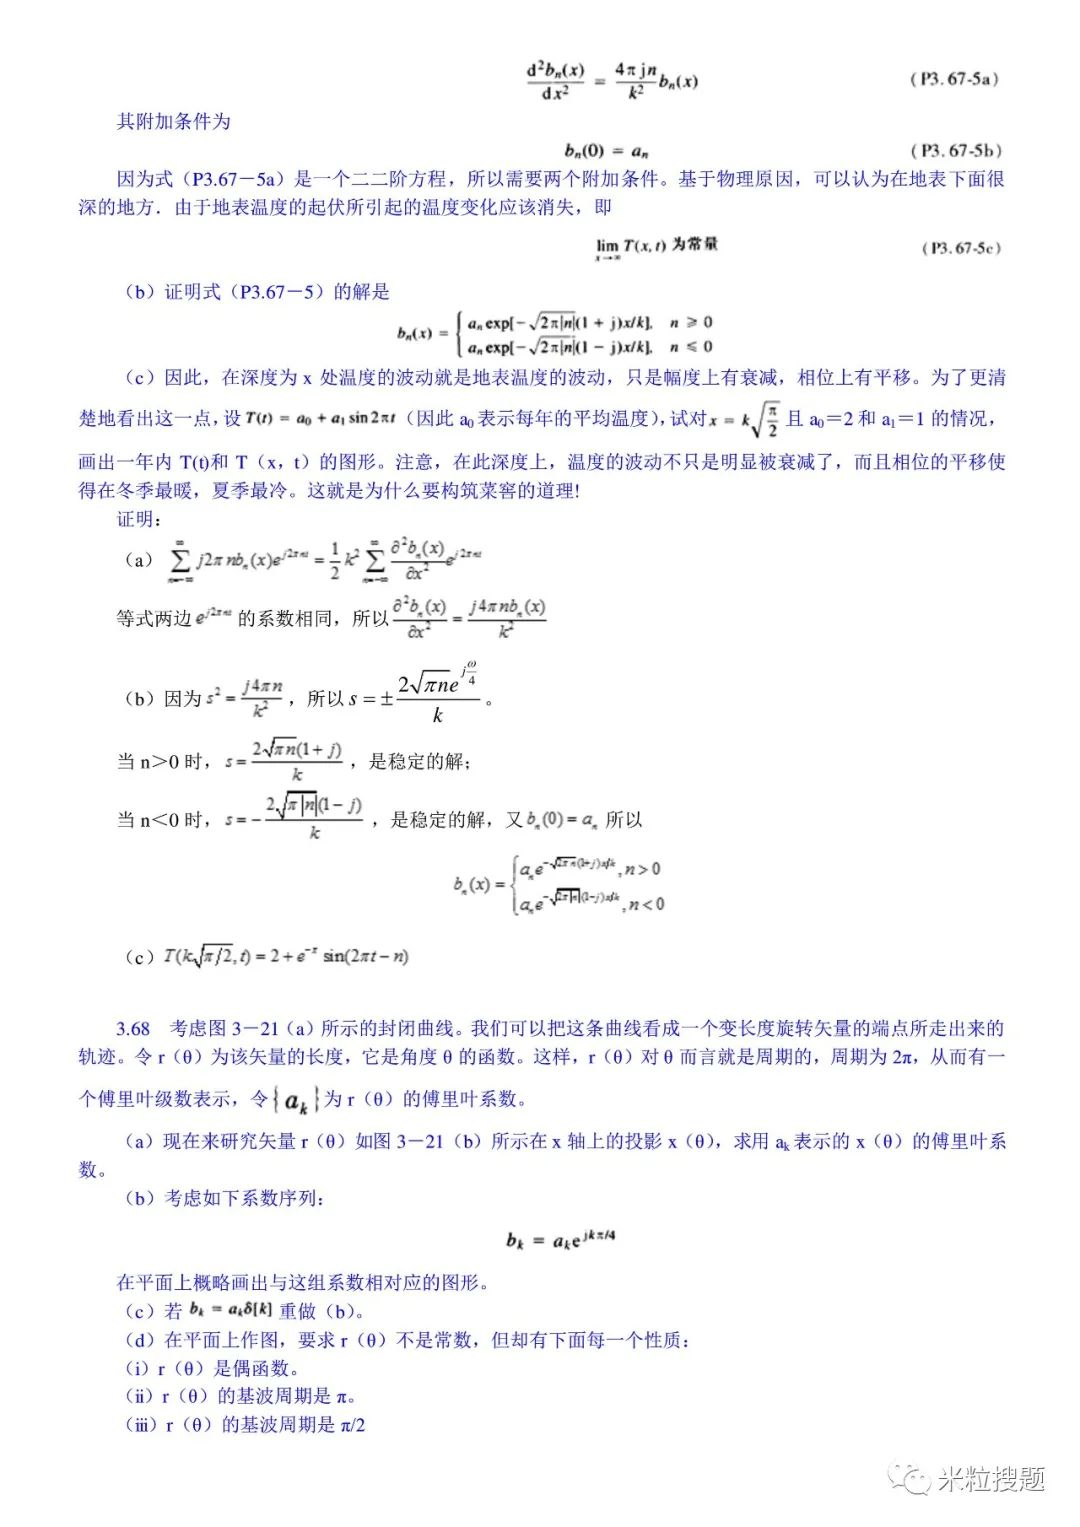 d²bₙ(x)/dx² = (4πjn/k²)bₙ(x) （P3.67-5a）
其附加条件为
bₙ(0) = aₙ （P3.67-5b）
因为式（P3.67－5a）是一个二二阶方程，所以需要两个附加条件。基于物理原因，可以认为在地表下面很
深的地方．由于地表温度的起伏所引起的温度变化应该消失，即
lim x→∞ T(x,t) 为常量 （P3.67-5c）
（b）证明式（P3.67－5）的解是
bₙ(x) = { aₙexp[－√(2π|n|)(1 + j)x/k], n ≥ 0
aₙexp[－√(2π|n|)(1 － j)x/k], n ≤ 0
（c）因此，在深度为 x 处温度的波动就是地表温度的波动，只是幅度上有衰减，相位上有平移。为了更清
楚地看出这一点，设 T(t) = a₀ + a₁ sin2πt（因此 a₀ 表示每年的平均温度），试对 x = k√(π/2) 且 a₀＝2 和 a₁＝1 的情况，
画出一年内 T(t)和 T（x，t）的图形。注意，在此深度上，温度的波动不只是明显被衰减了，而且相位的平移使
得在冬季最暖，夏季最冷。这就是为什么要构筑菜窖的道理!
证明：
（a） ∑_{n=-∞}^{∞} j2πnbₙ(x)e^{j2πnt} = (1/2)k² ∑_{n=-∞}^{∞} (∂²bₙ(x)/∂x²)e^{j2πnt}
等式两边 e^{j2πnt} 的系数相同，所以 ∂²bₙ(x)/∂x² = j4πnbₙ(x)/k²
（b）因为 s² = j4πn/k²，所以 s = ± 2√(πn)e^{jω/4}/k。
当 n＞0 时，s = 2√(πn)(1+j)/k，是稳定的解；
当 n＜0 时，s = －2√(π|n|)(1－j)/k，是稳定的解，又 bₙ(0) = aₙ 所以
bₙ(x) = { aₙe^{－√(2πn)(1+j)x/k}, n > 0
aₙe^{－√(2π|n|)(1－j)x/k}, n < 0
（c）T(k√(π/2), t) = 2 + e^{-π} sin(2πt－n)
3.68 考虑图 3－21（a）所示的封闭曲线。我们可以把这条曲线看成一个变长度旋转矢量的端点所走出来的
轨迹。令 r（θ）为该矢量的长度，它是角度 θ 的函数。这样，r（θ）对 θ 而言就是周期的，周期为 2π，从而有一
个傅里叶级数表示，令{aₖ}为 r（θ）的傅里叶系数。
（a）现在来研究矢量 r（θ）如图 3－21（b）所示在 x 轴上的投影 x（θ），求用 aₖ 表示的 x（θ）的傅里叶系
数。
（b）考虑如下系数序列：
bₖ = aₖe^{jkπ/4}
在平面上概略画出与这组系数相对应的图形。
（c）若 bₖ = aₖδ[k] 重做（b）。
（d）在平面上作图，要求 r（θ）不是常数，但却有下面每一个性质：
（i）r（θ）是偶函数。
（ii）r（θ）的基波周期是 π。
（iii）r（θ）的基波周期是 π/2
米粒搜题